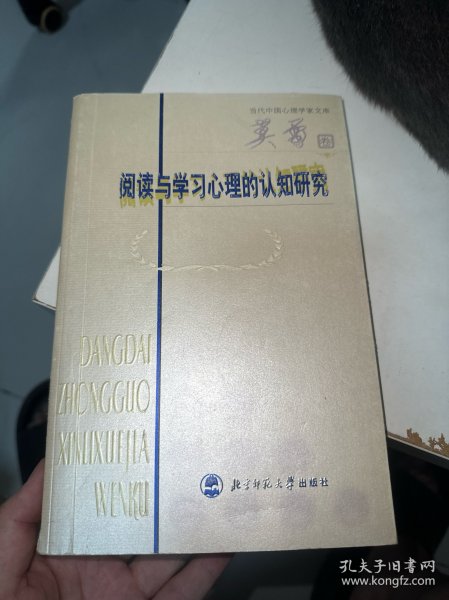 当代中国心理学家文库
莫雷 卷
阅读与学习心理的认知研究
DANGDAI
ZHONGGUO
XINLIXUEJIA
WENKU
北京师范大学出版社
孔夫子旧书网
www.kongfz.com